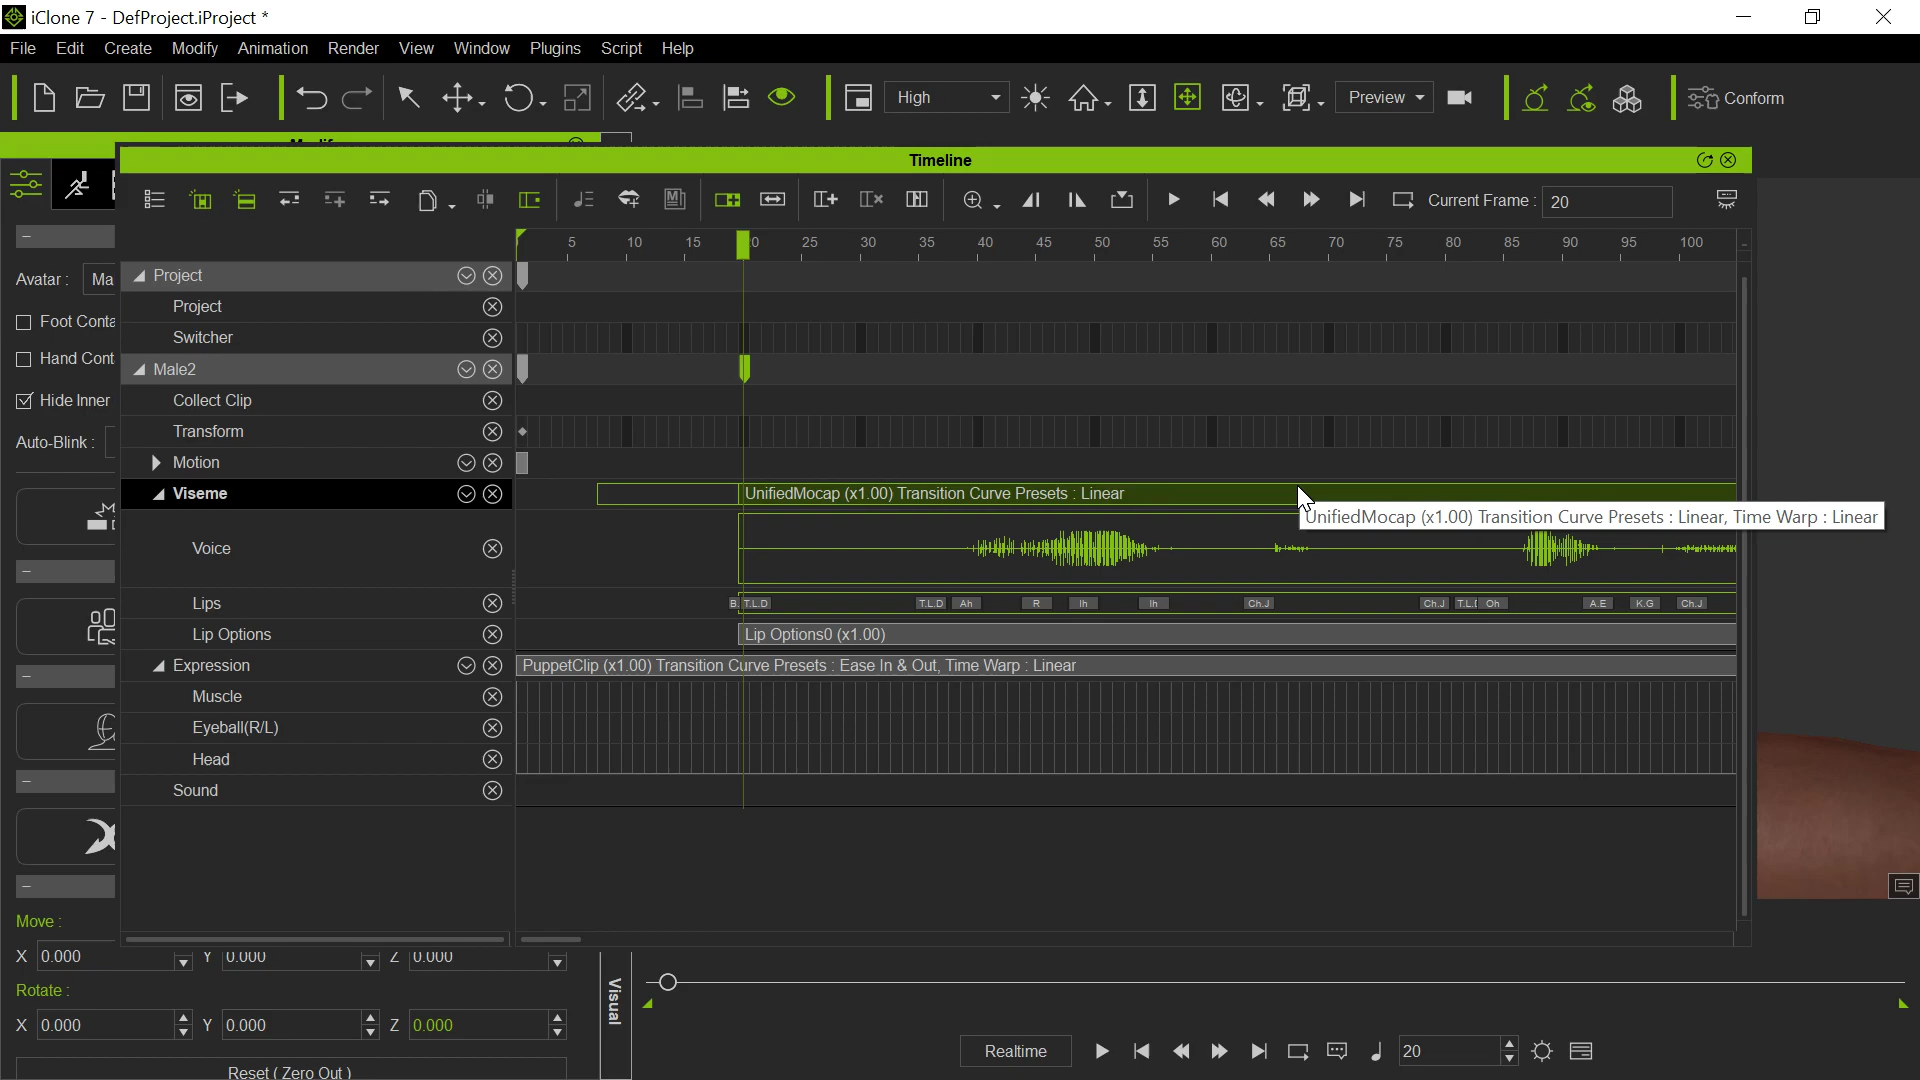 iClone 7 - DefProject.iProject *
File Edit Create Modify Animation Render View Window Plugins Script Help
High Preview Conform
Timeline
Current Frame : 20
5 10 15 20 25 30 35 40 45 50 55 60 65 70 75 80 85 90 95 100
Avatar : Ma
Foot Conta
Hand Cont
Hide Inner
Auto-Blink :
Project
Project
Switcher
Male2
Collect Clip
Transform
Motion
Viseme
UnifiedMocap (x1.00) Transition Curve Presets : Linear
UnifiedMocap (x1.00) Transition Curve Presets : Linear, Time Warp : Linear
Voice
Lips
B. T.L.D T.L.D Ah R Ih Ih Ch.J Ch.J T.L.D Oh A.E K.G Ch.J
Lip Options
Lip Options0 (x1.00)
Expression
PuppetClip (x1.00) Transition Curve Presets : Ease In & Out, Time Warp : Linear
Muscle
Eyeball(R/L)
Head
Sound
Move :
X 0.000 Y 0.000 Z 0.000
Rotate :
X 0.000 Y 0.000 Z 0.000
Reset ( Zero Out )
Visual
Realtime 20